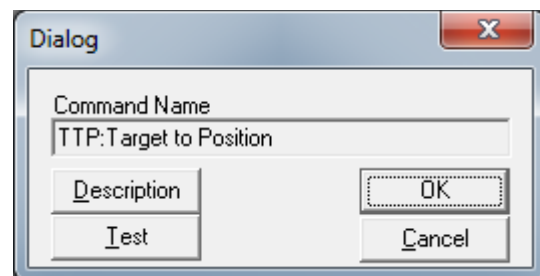 Dialog
Command Name
TTP:Target to Position
Description
OK
Test
Cancel